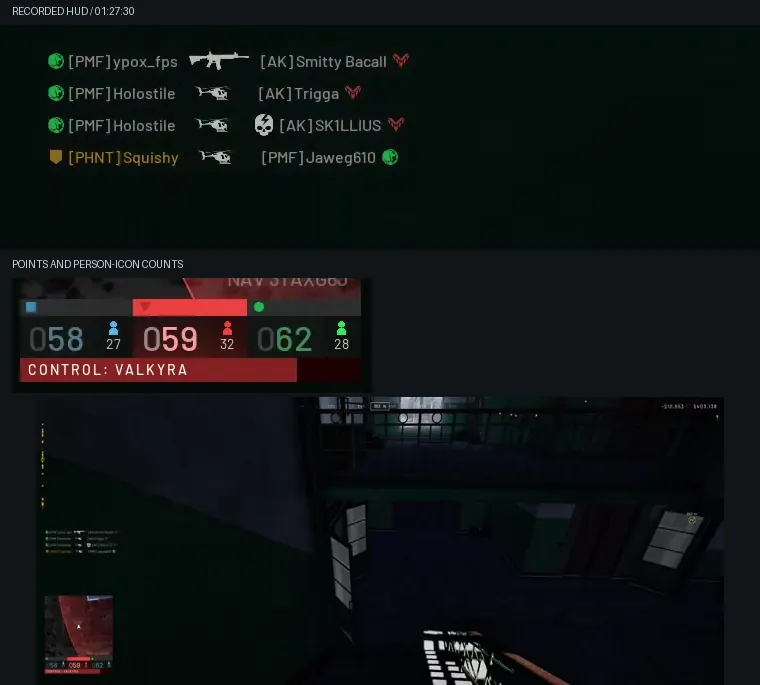 RECORDED HUD / 01:27:30
[PMF]ypox_fps [AK]Smitty Bacall
[PMF]Holostile [AK]Trigga
[PMF]Holostile [AK]SK1LLIUS
[PHNT]Squishy [PMF]Jaweg610
POINTS AND PERSON-ICON COUNTS
058 27 059 32 062 28
CONTROL: VALKYRA